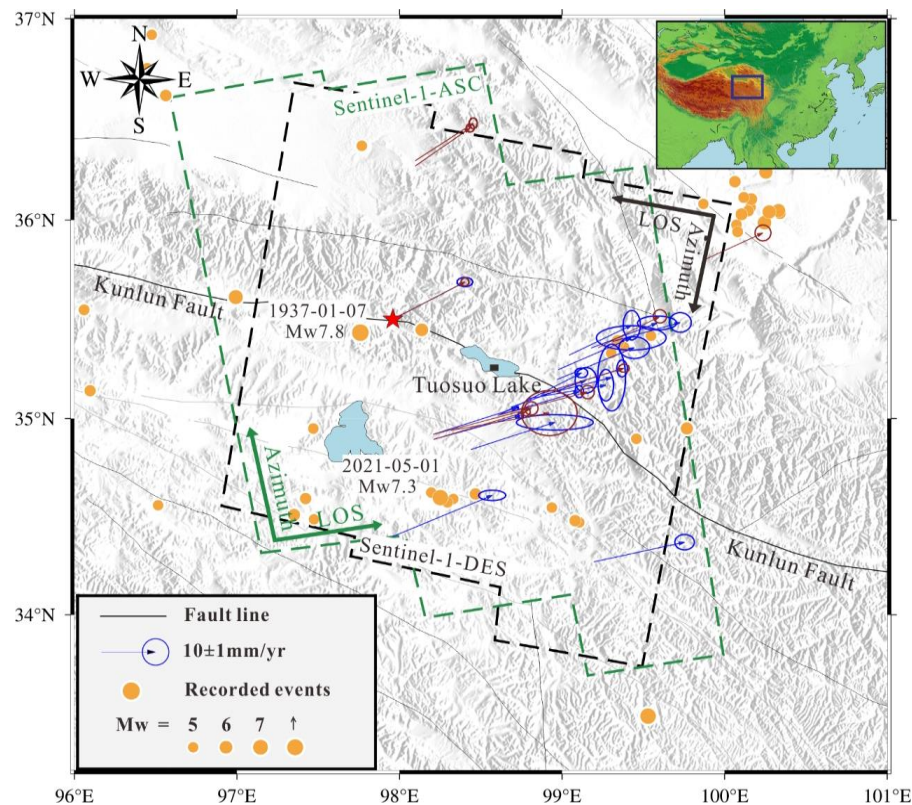 37°N
36°N
35°N
34°N
N
W
E
S
Sentinel-1-ASC
LOS
Azimuth
Kunlun Fault
1937-01-07
Mw7.8
Tuosuo Lake
2021-05-01
Mw7.3
Azimuth
LOS
Sentinel-1-DES
Kunlun Fault
Fault line
10±1mm/yr
Recorded events
Mw = 5 6 7 ↑
96°E 97°E 98°E 99°E 100°E 101°E